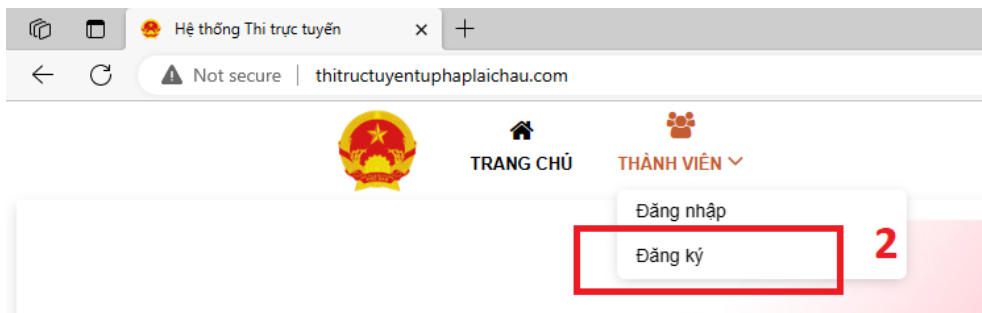 Hệ thống Thi trực tuyến
Not secure | thitructuyentuphaplaichau.com
TRANG CHỦ
THÀNH VIÊN
Đăng nhập
Đăng ký
2